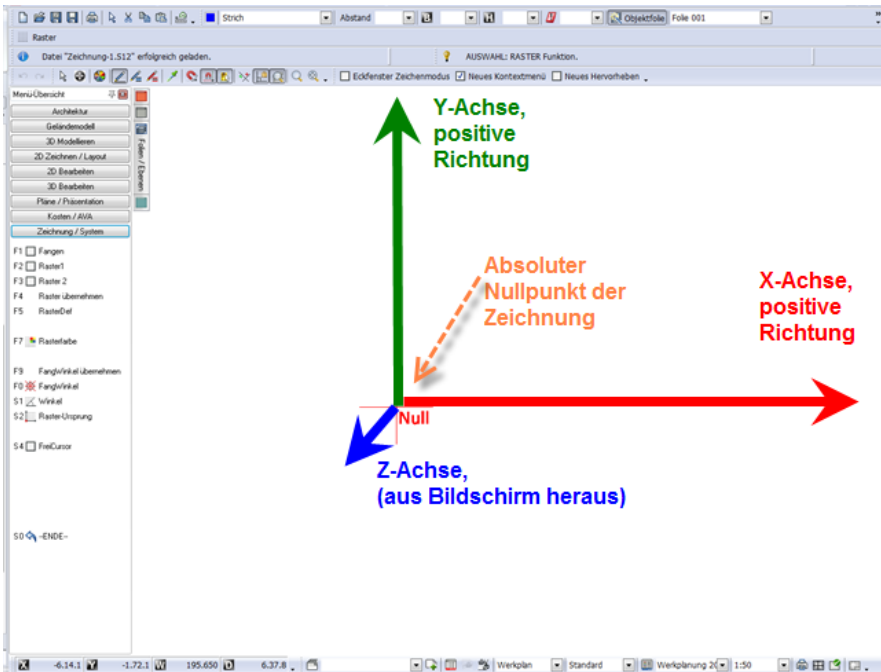 Strich Abstand B H Objektfolie Folie 001
Raster
Datei "Zeichnung-1.S12" erfolgreich geladen. AUSWAHL: RASTER Funktion.
Eckfenster Zeichenmodus Neues Kontextmenü Neues Hervorheben
Menü-Übersicht
Architektur
Geländemodell
3D Modellieren
2D Zeichnen / Layout
2D Bearbeiten
3D Bearbeiten
Pläne / Präsentation
Kosten / AVA
Zeichnung / System
Folien / Ebenen
F1 Fangen
F2 Raster1
F3 Raster 2
F4 Raster übernehmen
F5 RasterDef
F7 Rasterfarbe
F9 FangWinkel übernehmen
F0 FangWinkel
S1 Winkel
S2 Raster-Ursprung
S4 FreiCursor
S0 -ENDE-
Y-Achse,
positive
Richtung
Absoluter
Nullpunkt der
Zeichnung
X-Achse,
positive
Richtung
Null
Z-Achse,
(aus Bildschirm heraus)
X -6.14.1 Y -1.72.1 W 195.650 D 6.37.8 Werkplan Standard Werkplanung 20 1:50